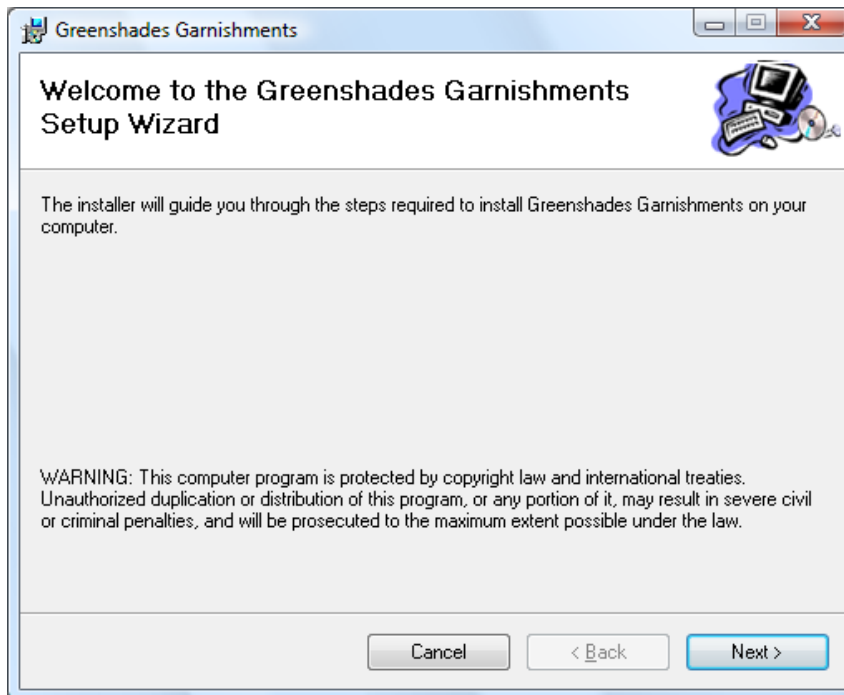 Greenshades Garnishments
Welcome to the Greenshades Garnishments
Setup Wizard
The installer will guide you through the steps required to install Greenshades Garnishments on your
computer.
WARNING: This computer program is protected by copyright law and international treaties.
Unauthorized duplication or distribution of this program, or any portion of it, may result in severe civil
or criminal penalties, and will be prosecuted to the maximum extent possible under the law.
Cancel < Back Next >